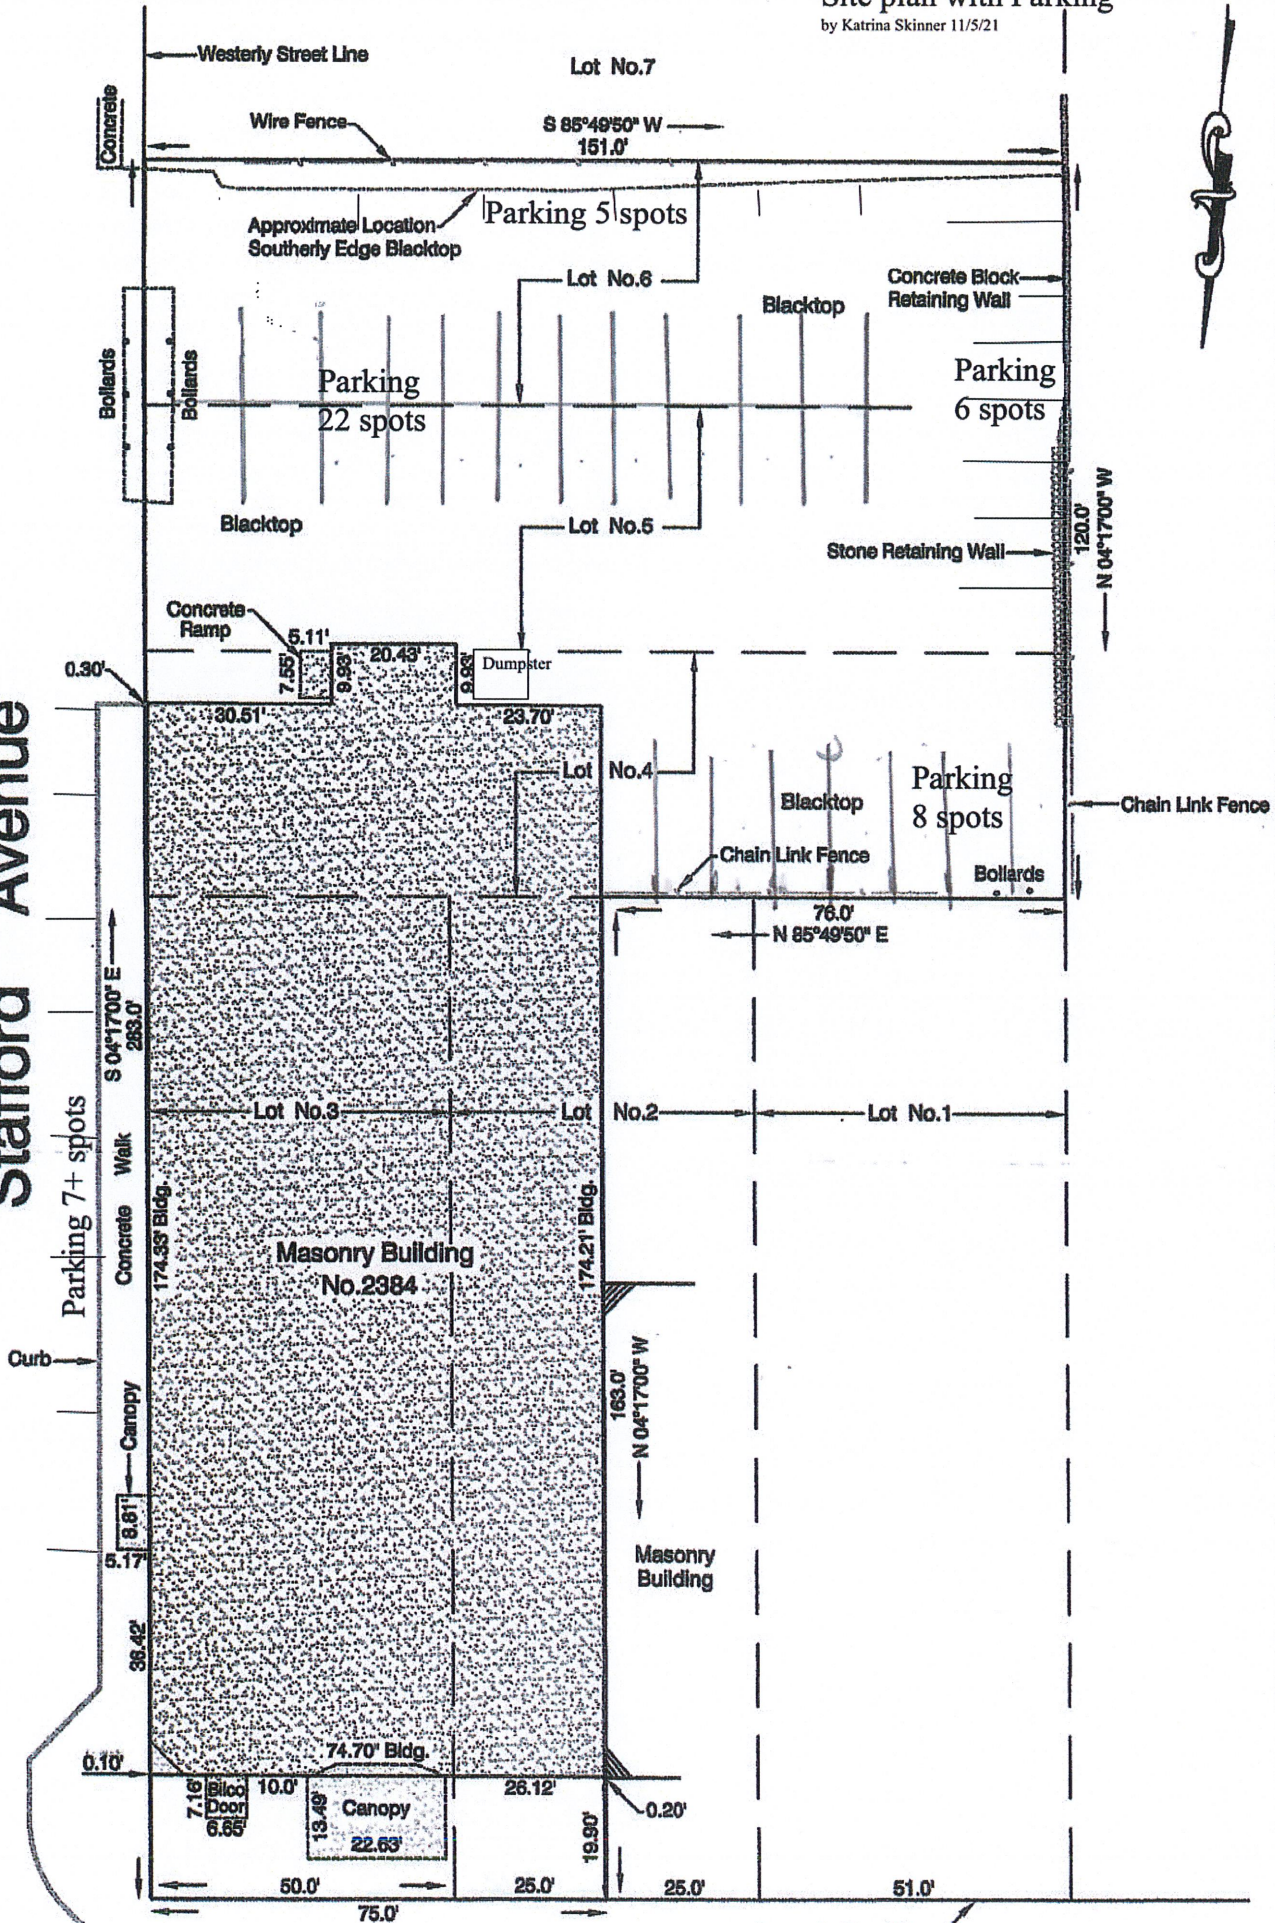 Site plan with Parking
by Katrina Skinner 11/5/21
Westerly Street Line
Lot No.7
Concrete
Wire Fence
S 85°49'50" W
151.0'
Parking 5 spots
Approximate Location
Southerly Edge Blacktop
Lot No.6
Concrete Block
Retaining Wall
Blacktop
Bollards
Bollards
Parking
22 spots
Parking
6 spots
Blacktop
Lot No.5
Stone Retaining Wall
120.0'
N 04°17'00" W
Concrete
Ramp
5.11'
7.55'
9.93'
20.43'
9.93'
Dumpster
0.30'
30.51'
23.70'
Lot No.4
Parking
8 spots
Blacktop
Chain Link Fence
Chain Link Fence
Bollards
76.0'
N 85°49'50" E
Stafford Avenue
S 04°17'00" E
283.0'
Lot No.3
Lot No.2
Lot No.1
Parking 7+ spots
Concrete Walk
174.33' Bldg.
174.21' Bldg.
Masonry Building
No.2384
Curb
163.0'
N 04°17'00" W
Canopy
8.81'
5.17'
Masonry
Building
36.42'
74.70' Bldg.
0.10'
7.16'
Bilco
Door
6.65'
10.0'
13.49'
Canopy
22.63'
26.12'
0.20'
19.90'
50.0'
25.0'
25.0'
51.0'
75.0'